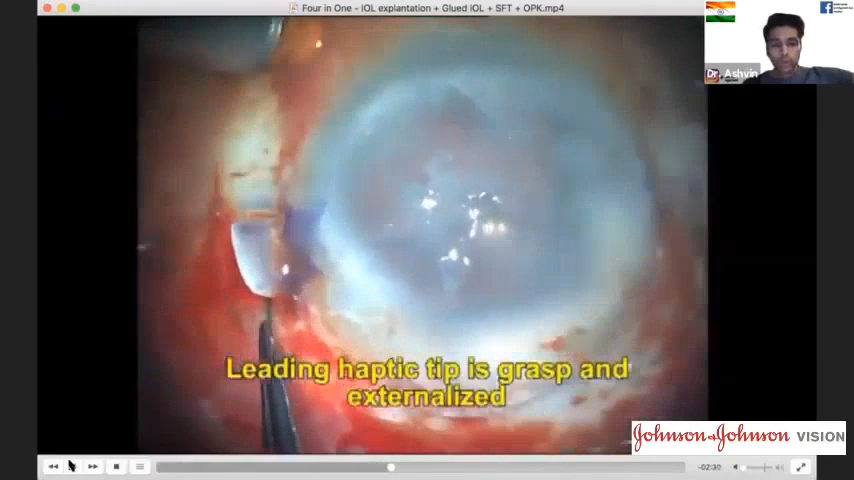 Four in One - IOL explantation + Glued IOL + SFT + OPK.mp4
Dr. Ashvin
Leading haptic tip is grasp and
externalized
Johnson & Johnson VISION
-02:30